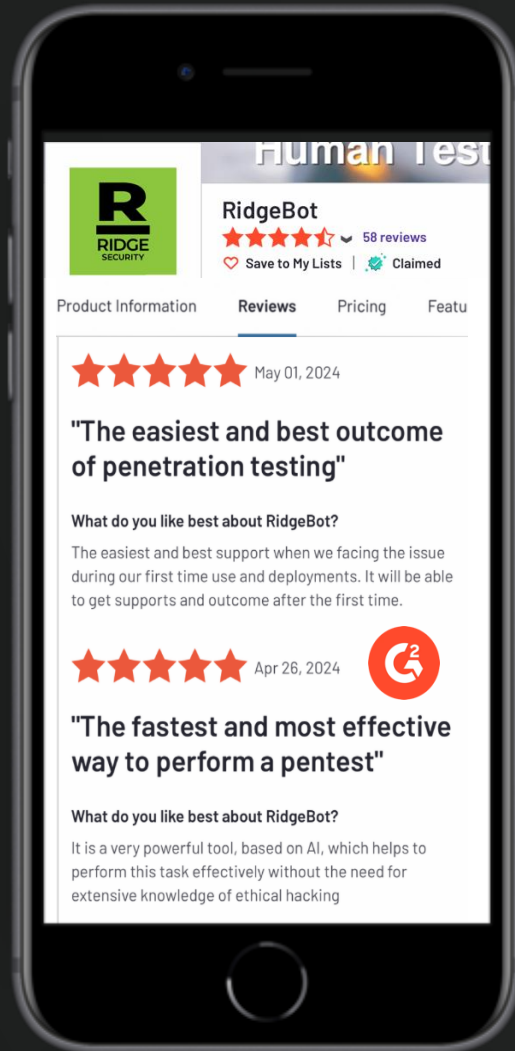 Human Test
R
RIDGE
SECURITY
RidgeBot
58 reviews
Save to My Lists | Claimed
Product Information Reviews Pricing Featu
May 01, 2024
"The easiest and best outcome
of penetration testing"
What do you like best about RidgeBot?
The easiest and best support when we facing the issue
during our first time use and deployments. It will be able
to get supports and outcome after the first time.
Apr 26, 2024
G2
"The fastest and most effective
way to perform a pentest"
What do you like best about RidgeBot?
It is a very powerful tool, based on AI, which helps to
perform this task effectively without the need for
extensive knowledge of ethical hacking